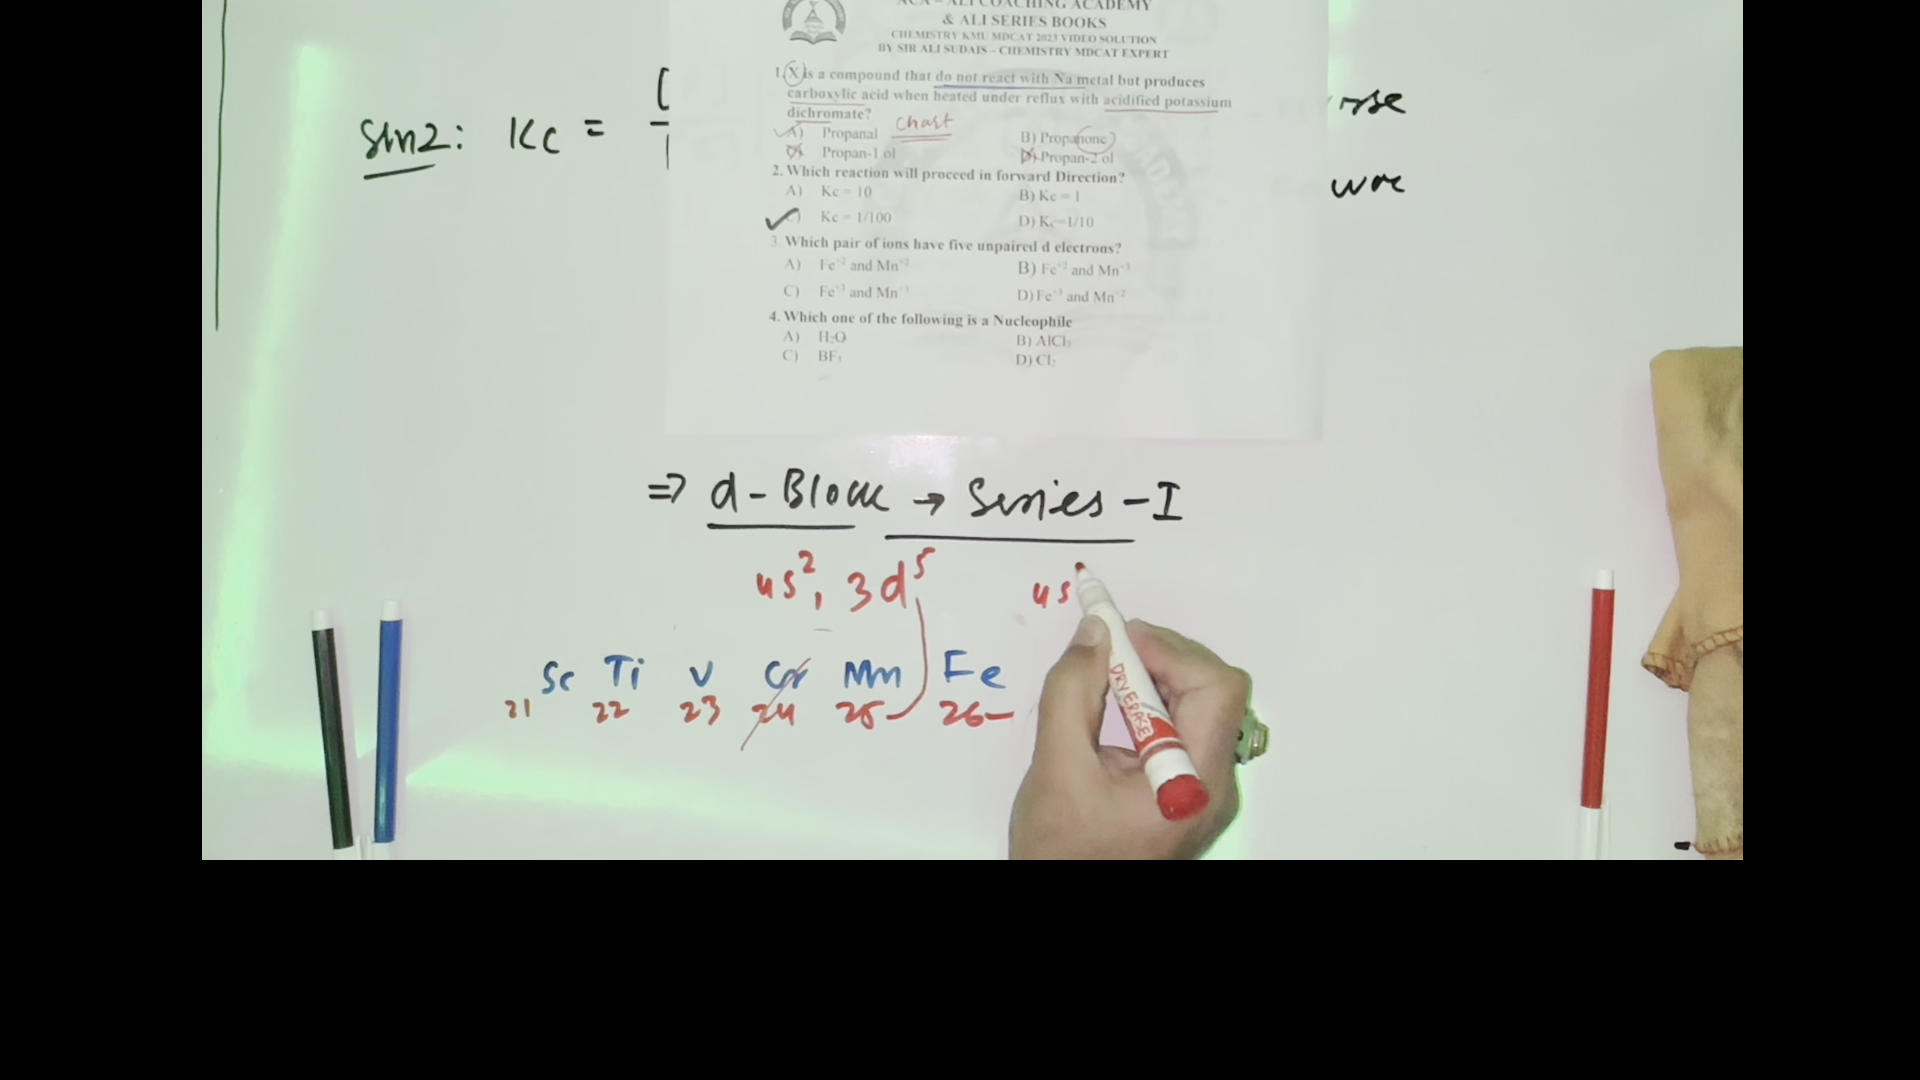 ACA - ALI COACHING ACADEMY
& ALI SERIES BOOKS
CHEMISTRY KMU MDCAT 2023 VIDEO SOLUTION
BY SIR ALI SUDAIS – CHEMISTRY MDCAT EXPERT
1. X is a compound that do not react with Na metal but produces
carboxylic acid when heated under reflux with acidified potassium
dichromate?
chart
A) Propanal B) Propanone
Propan-1 ol D) Propan-2 ol
2. Which reaction will proceed in forward Direction?
A) Kc = 10 B) Kc = 1
C) Kc = 1/100 D) Kc=1/10
3. Which pair of ions have five unpaired d electrons?
A) Fe+2 and Mn+2 B) Fe+2 and Mn+3
C) Fe+3 and Mn+3 D) Fe+3 and Mn+2
4. Which one of the following is a Nucleophile
A) H2O B) AlCl3
C) BF3 D) Cl2
Sln2: Kc =
⇒ d-Block → Series-I
4s², 3d⁵ 4s
Sc Ti V Cr Mn Fe
21 22 23 24 25 26
DRY ERASE